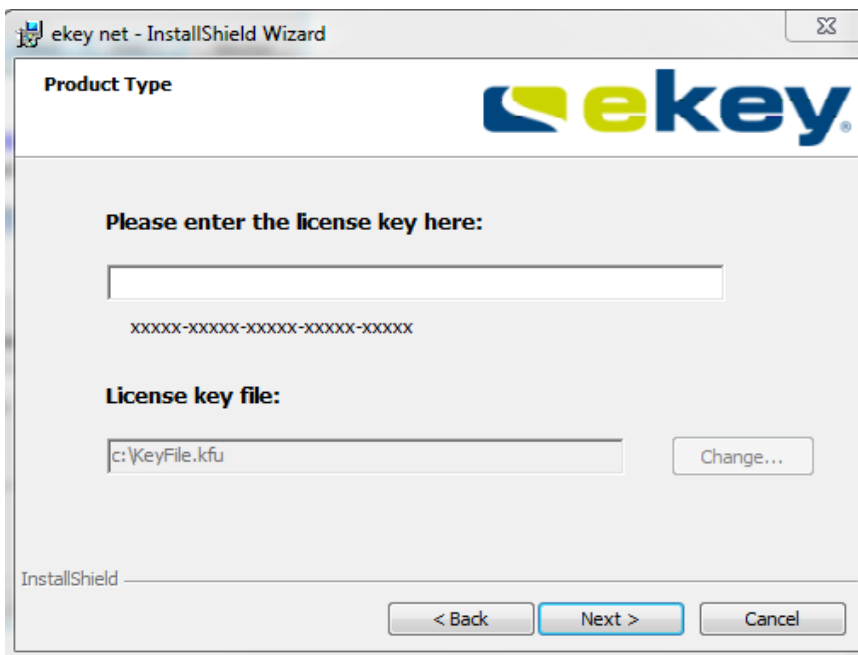 ekey net - InstallShield Wizard
Product Type
ekey®
Please enter the license key here:
xxxxx-xxxxx-xxxxx-xxxxx-xxxxx
License key file:
c:\KeyFile.kfu
Change...
InstallShield
< Back
Next >
Cancel